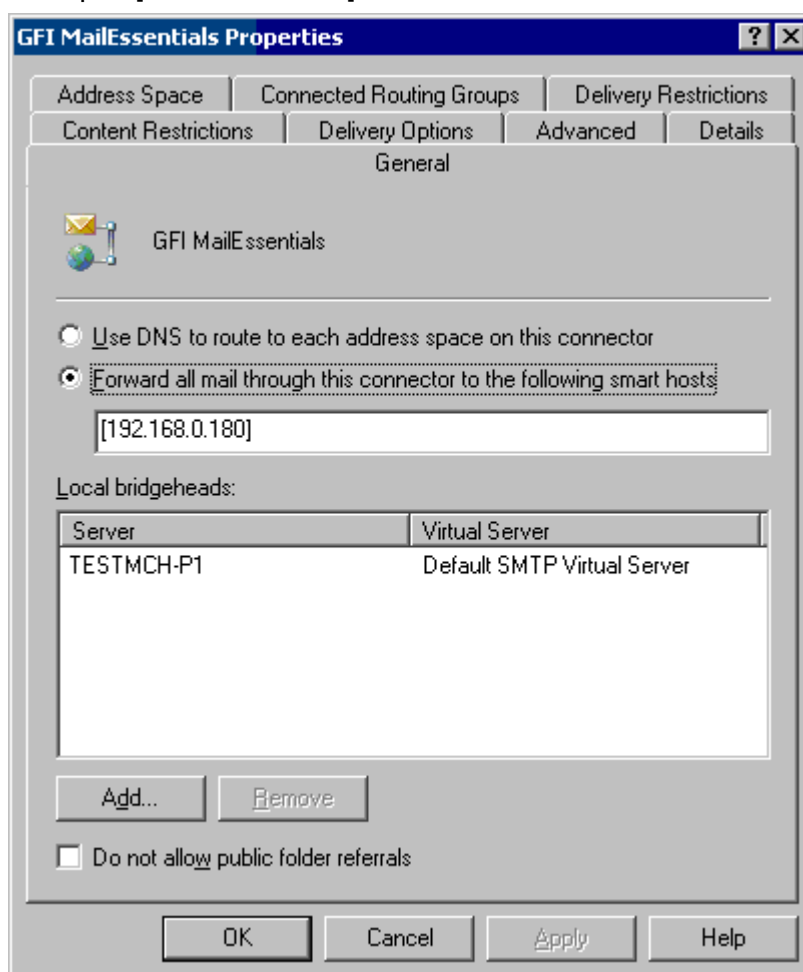 GFI MailEssentials Properties
Address Space
Connected Routing Groups
Delivery Restrictions
Content Restrictions
Delivery Options
Advanced
Details
General
GFI MailEssentials
Use DNS to route to each address space on this connector
Forward all mail through this connector to the following smart hosts
[192.168.0.180]
Local bridgeheads:
Server Virtual Server
TESTMCH-P1 Default SMTP Virtual Server
Add... Remove
Do not allow public folder referrals
OK Cancel Apply Help